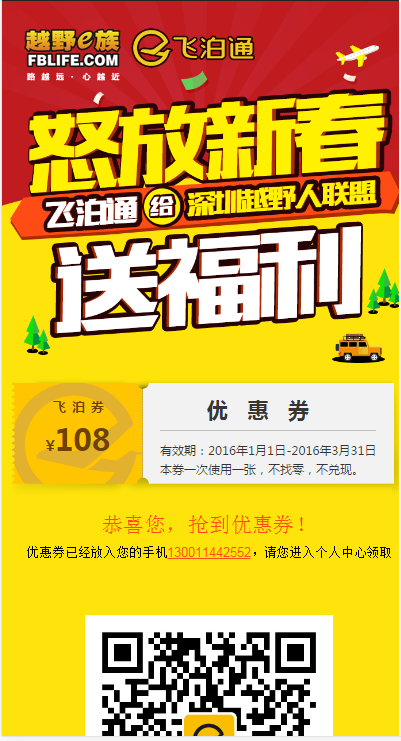 越野e族 飞泊通
FBLIFE.COM
路越远·心越近
怒放新春
飞泊通 给 深圳越野人联盟
送福利
飞泊券
¥108
优惠券
有效期：2016年1月1日-2016年3月31日
本券一次使用一张，不找零，不兑现。
恭喜您，抢到优惠券！
优惠券已经放入您的手机130011442552，请您进入个人中心领取